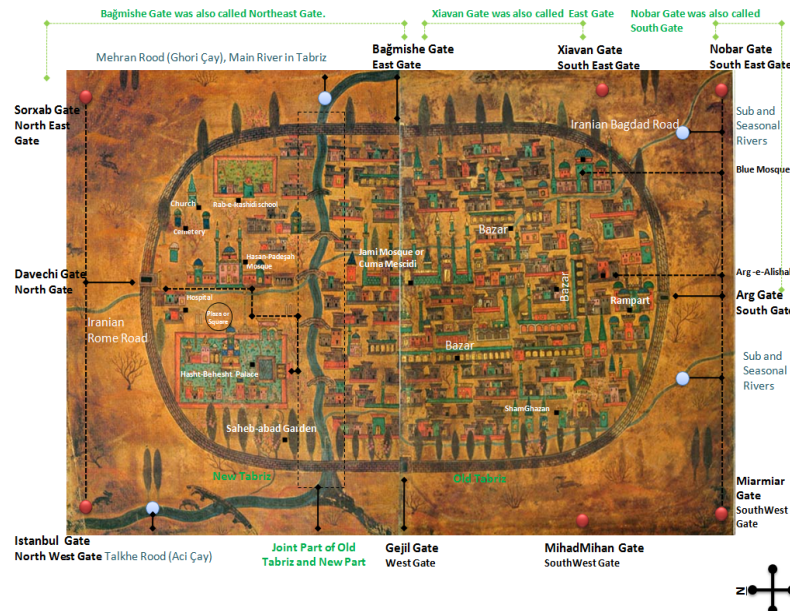 Bağmishe Gate was also called Northeast Gate.
Xiavan Gate was also called East Gate
Nobar Gate was also called
South Gate
Mehran Rood (Ghori Çay), Main River in Tabriz
Bağmishe Gate
East Gate
Xiavan Gate
South East Gate
Nobar Gate
South East Gate
Sorxab Gate
North East
Gate
Iranian Bagdad Road
Sub and
Seasonal
Rivers
Blue Mosque
Church
Rab-e-Rashidi school
Cemetery
Bazar
Hasan Padeşah
Mosque
Jami Mosque or
Cuma Mescidi
Davechi Gate
North Gate
Bazar
Arg -e-Alishah
Hospital
Rampart
Arg Gate
South Gate
Iranian
Rome Road
Plaza or
Square
Bazar
Sub and
Seasonal
Rivers
Hasht-Behesht Palace
ShamGhazan
Saheb-abad Garden
New Tabriz
Old Tabriz
Miarmiar
Gate
SouthWest
Gate
Istanbul Gate
North West Gate
Talkhe Rood (Aci Çay)
Joint Part of Old
Tabriz and New Part
Gejil Gate
West Gate
MihadMihan Gate
SouthWest Gate
N